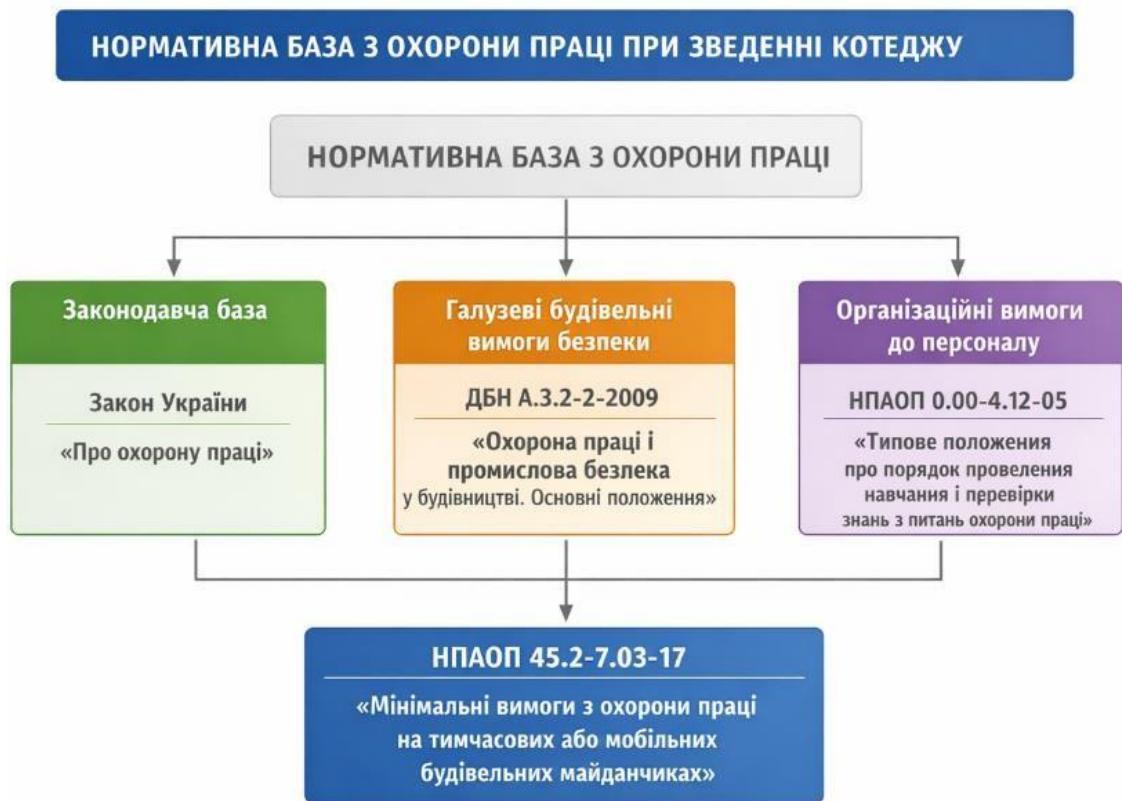 НОРМАТИВНА БАЗА З ОХОРОНИ ПРАЦІ ПРИ ЗВЕДЕННІ КОТЕДЖУ
НОРМАТИВНА БАЗА З ОХОРОНИ ПРАЦІ
Законодавча база
Закон України
«Про охорону праці»
Галузеві будівельні
вимоги безпеки
ДБН А.3.2-2-2009
«Охорона праці і
промислова безпека
у будівництві. Основні положення»
Організаційні вимоги
до персоналу
НПАОП 0.00-4.12-05
«Типове положення
про порядок провелення
навчання і перевірки
знань з питань охорони праці»
НПАОП 45.2-7.03-17
«Мінімальні вимоги з охорони праці
на тимчасових або мобільних
будівельних майданчиках»